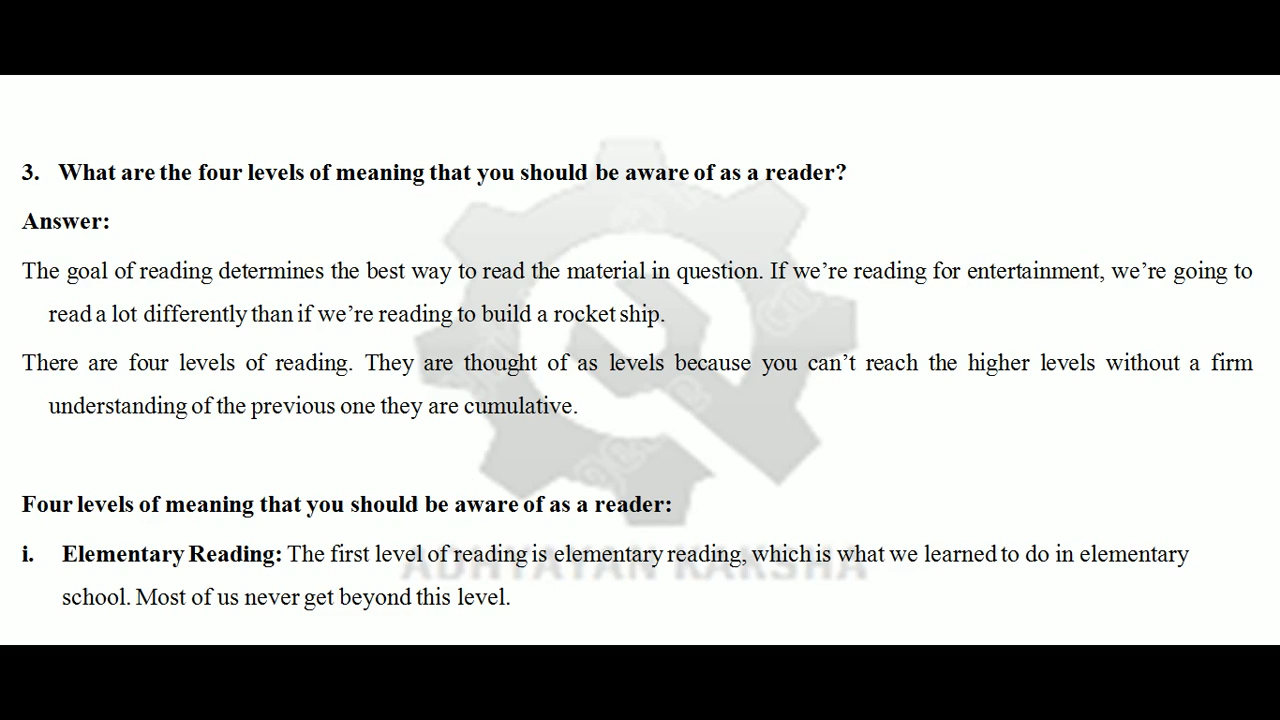 3. What are the four levels of meaning that you should be aware of as a reader?
Answer:
The goal of reading determines the best way to read the material in question. If we’re reading for entertainment, we’re going to
read a lot differently than if we’re reading to build a rocket ship.
There are four levels of reading. They are thought of as levels because you can’t reach the higher levels without a firm
understanding of the previous one they are cumulative.
Four levels of meaning that you should be aware of as a reader:
i. Elementary Reading: The first level of reading is elementary reading, which is what we learned to do in elementary
ADHYAYAN KAKSHA
school. Most of us never get beyond this level.